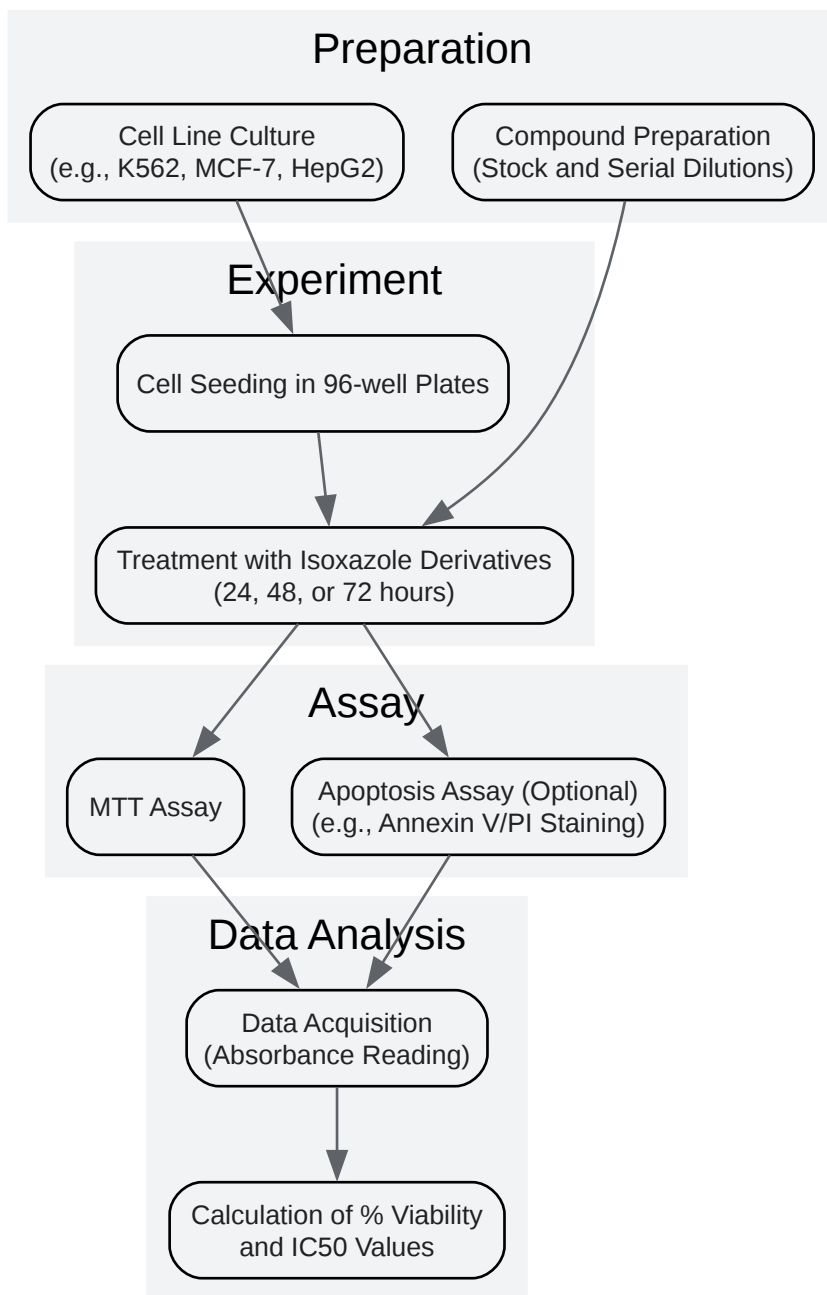 Preparation
Cell Line Culture
(e.g., K562, MCF-7, HepG2)
Compound Preparation
(Stock and Serial Dilutions)
Experiment
Cell Seeding in 96-well Plates
Treatment with Isoxazole Derivatives
(24, 48, or 72 hours)
Assay
MTT Assay
Apoptosis Assay (Optional)
(e.g., Annexin V/PI Staining)
Data Analysis
Data Acquisition
(Absorbance Reading)
Calculation of % Viability
and IC50 Values